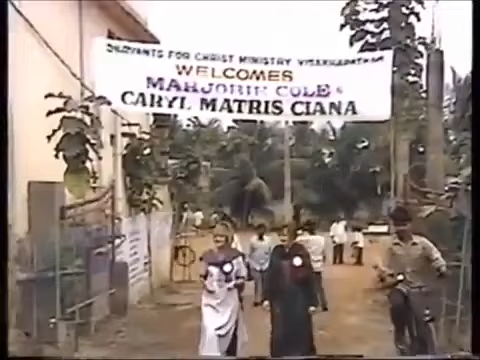 FOR CHRIST MINISTRY VISAKHAPATNAM
WELCOMES
MARJORIE COLE &
CARYL MATRIS CIANA